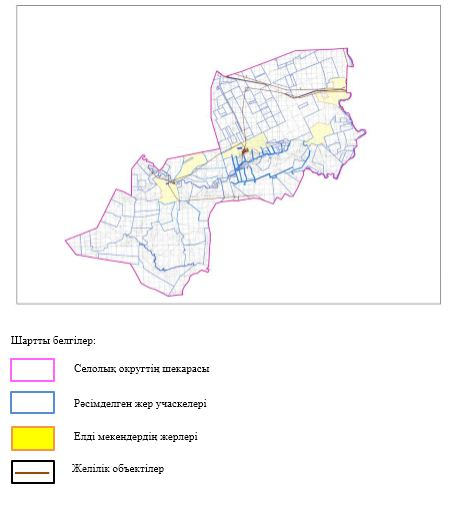 Шартты белгілер:
Селолық округтің шекарасы
Рәсімделген жер учаскелері
Елді мекендердің жерлері
Желілік объектілер